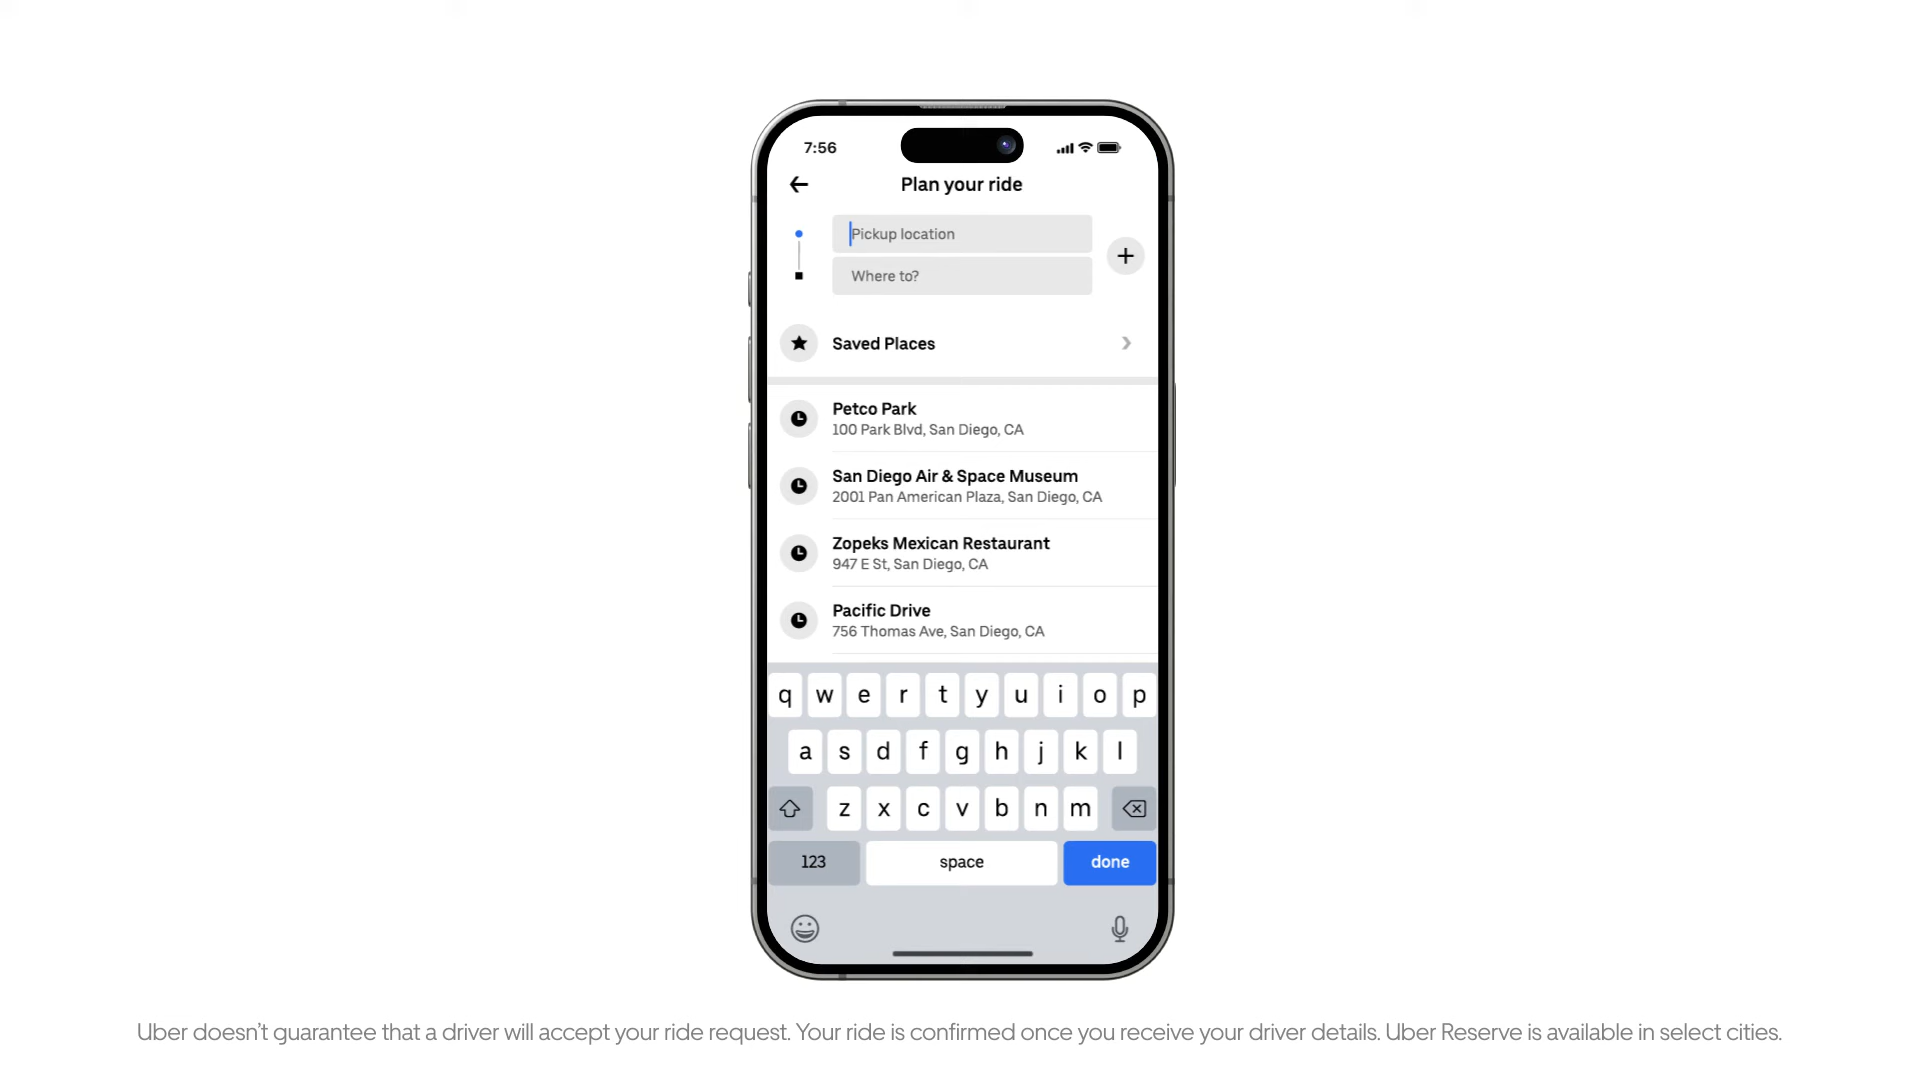 7:56
Plan your ride
Pickup location
Where to?
Saved Places
Petco Park
100 Park Blvd, San Diego, CA
San Diego Air & Space Museum
2001 Pan American Plaza, San Diego, CA
Zopeks Mexican Restaurant
947 E St, San Diego, CA
Pacific Drive
756 Thomas Ave, San Diego, CA
q w e r t y u i o p
a s d f g h j k l
z x c v b n m
123 space done
Uber doesn't guarantee that a driver will accept your ride request. Your ride is confirmed once you receive your driver details. Uber Reserve is available in select cities.